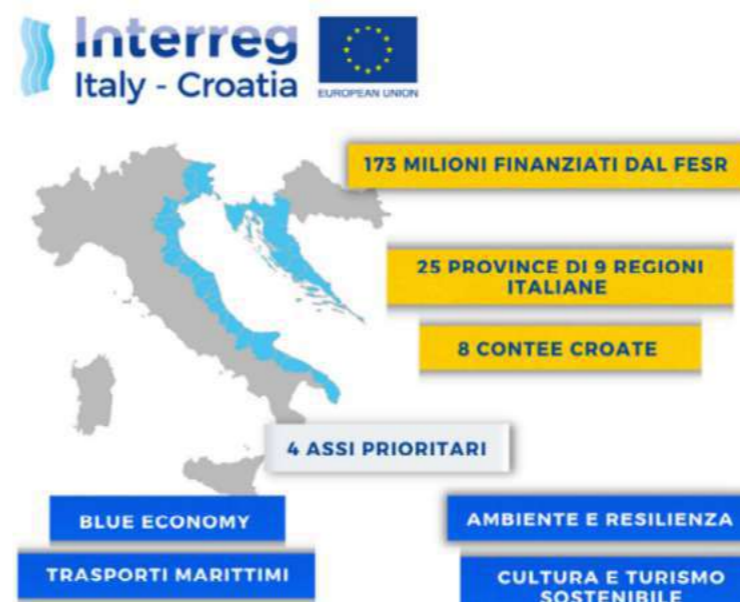 Interreg
Italy - Croatia
EUROPEAN UNION
173 MILIONI FINANZIATI DAL FESR
25 PROVINCE DI 9 REGIONI
ITALIANE
8 CONTEE CROATE
4 ASSI PRIORITARI
BLUE ECONOMY
AMBIENTE E RESILIENZA
TRASPORTI MARITTIMI
CULTURA E TURISMO
SOSTENIBILE